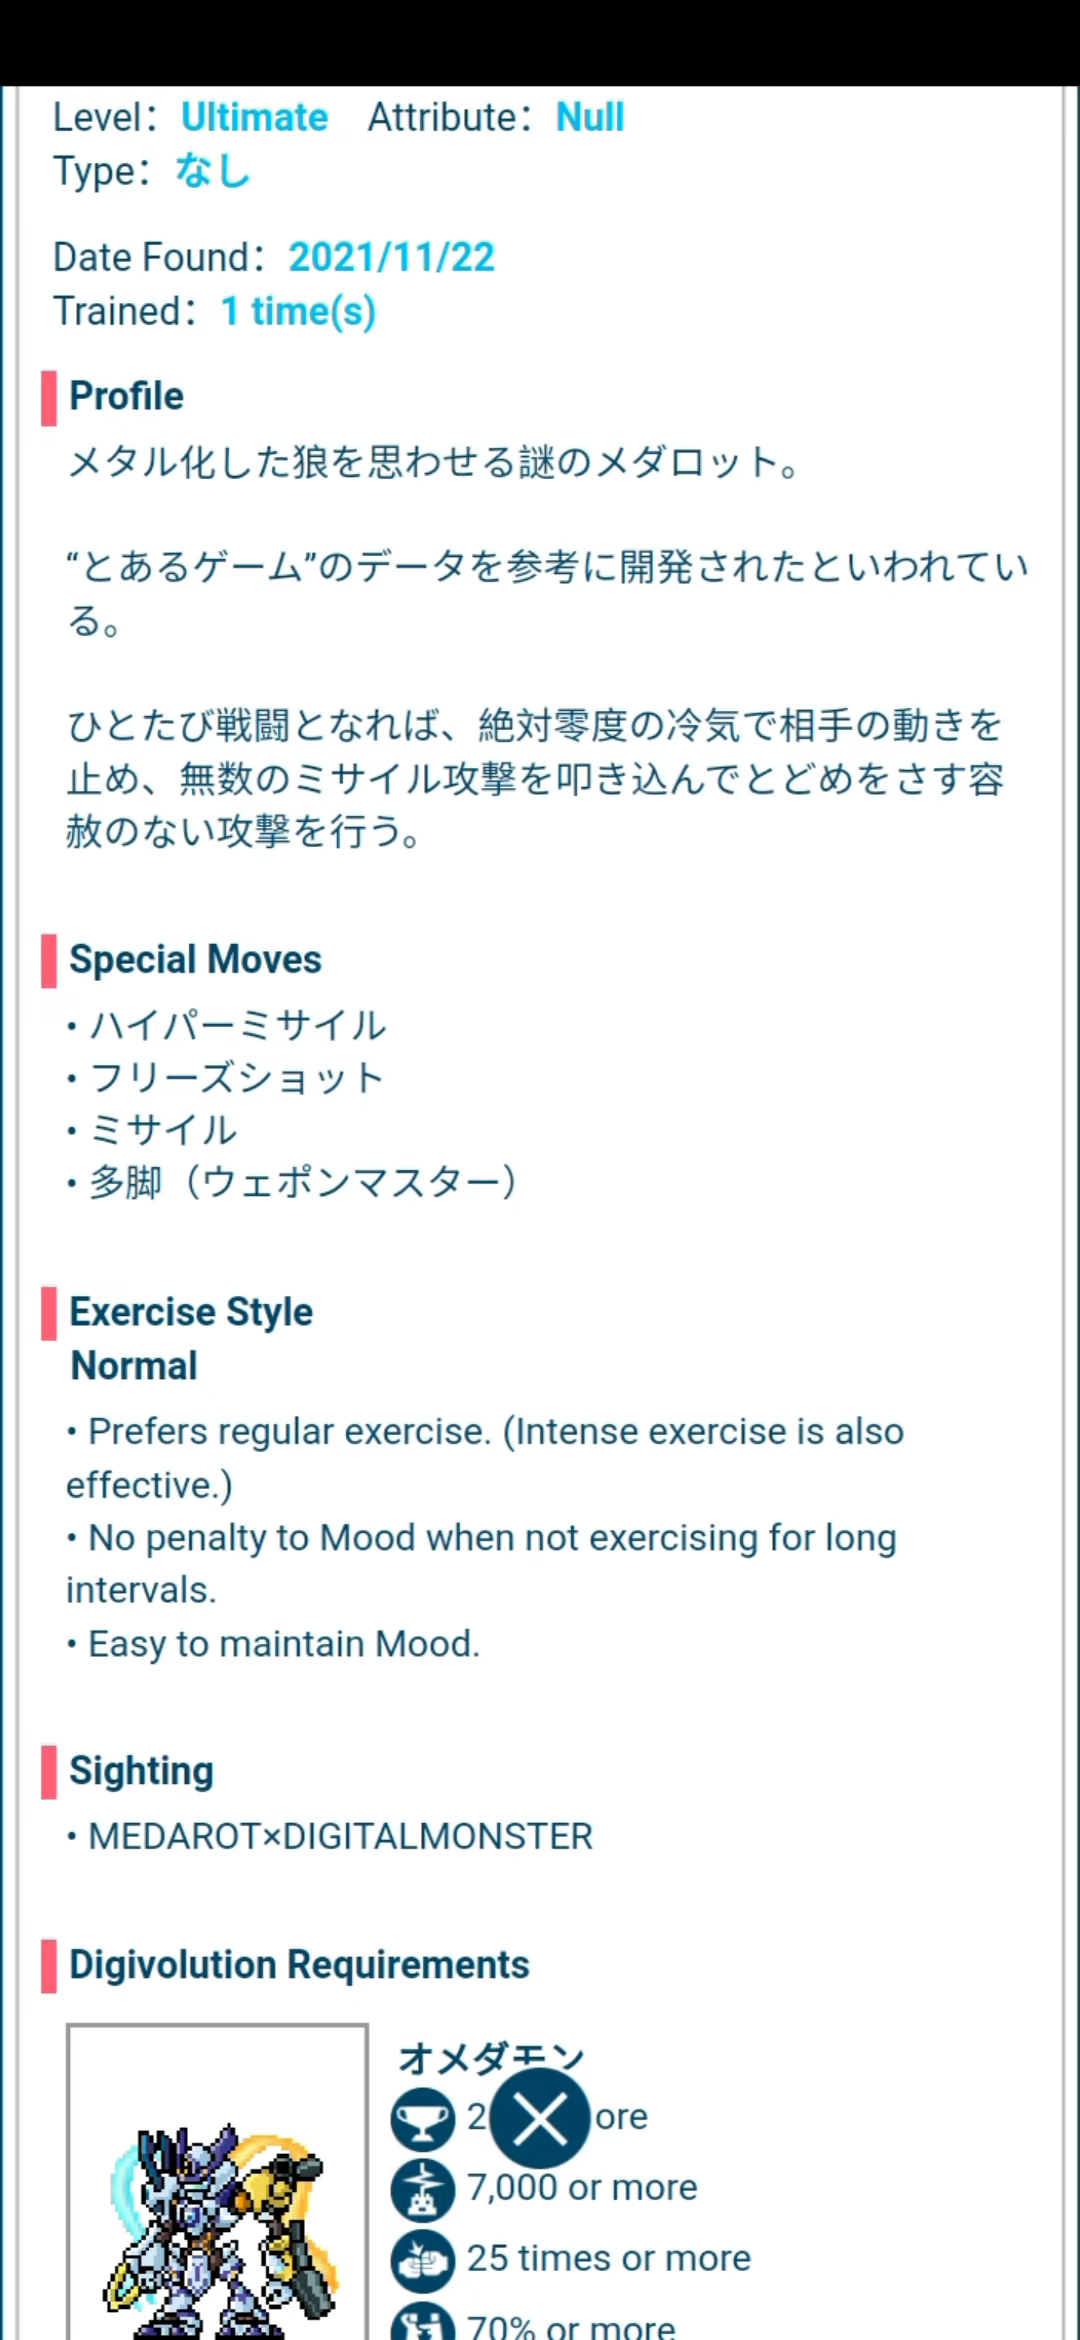 Level：Ultimate Attribute：Null
Type：なし
Date Found：2021/11/22
Trained：1 time(s)
Profile
メタル化した狼を思わせる謎のメダロット。
“とあるゲーム”のデータを参考に開発されたといわれてい
る。
ひとたび戦闘となれば、絶対零度の冷気で相手の動きを
止め、無数のミサイル攻撃を叩き込んでとどめをさす容
赦のない攻撃を行う。
Special Moves
・ハイパーミサイル
・フリーズショット
・ミサイル
・多脚（ウェポンマスター）
Exercise Style
Normal
・Prefers regular exercise. (Intense exercise is also
effective.)
・No penalty to Mood when not exercising for long
intervals.
・Easy to maintain Mood.
Sighting
・MEDAROT×DIGITALMONSTER
Digivolution Requirements
オメダモン
2 ore
7,000 or more
25 times or more
70% or more